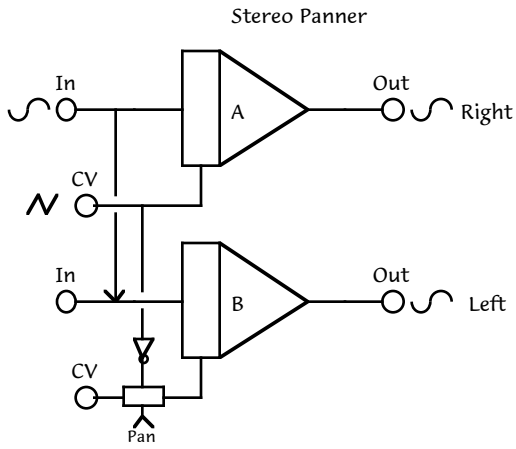 Stereo Panner
In
Out
A
Right
CV
In
Out
B
Left
CV
Pan